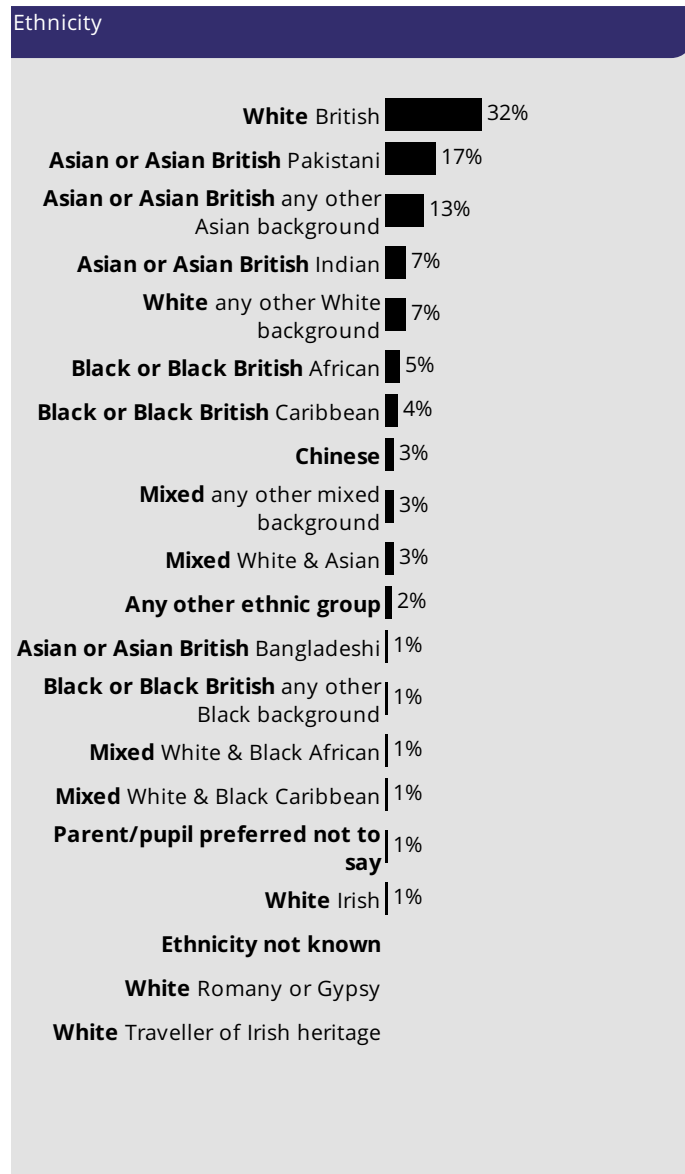 Ethnicity
White British 32%
Asian or Asian British Pakistani 17%
Asian or Asian British any other
Asian background 13%
Asian or Asian British Indian 7%
White any other White
background 7%
Black or Black British African 5%
Black or Black British Caribbean 4%
Chinese 3%
Mixed any other mixed
background 3%
Mixed White & Asian 3%
Any other ethnic group 2%
Asian or Asian British Bangladeshi 1%
Black or Black British any other
Black background 1%
Mixed White & Black African 1%
Mixed White & Black Caribbean 1%
Parent/pupil preferred not to
say 1%
White Irish 1%
Ethnicity not known
White Romany or Gypsy
White Traveller of Irish heritage